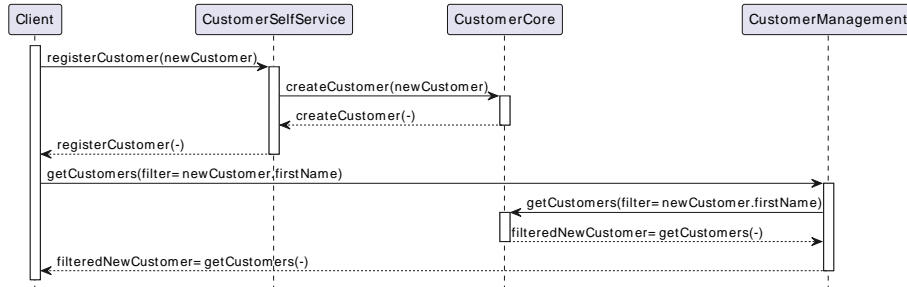 Client CustomerSelfService CustomerCore CustomerManagement
registerCustomer(newCustomer)
createCustomer(newCustomer)
createCustomer(-)
registerCustomer(-)
getCustomers(filter= newCustomer.firstName)
getCustomers(filter= newCustomer.firstName)
filteredNewCustomer= getCustomers(-)
filteredNewCustomer= getCustomers(-)